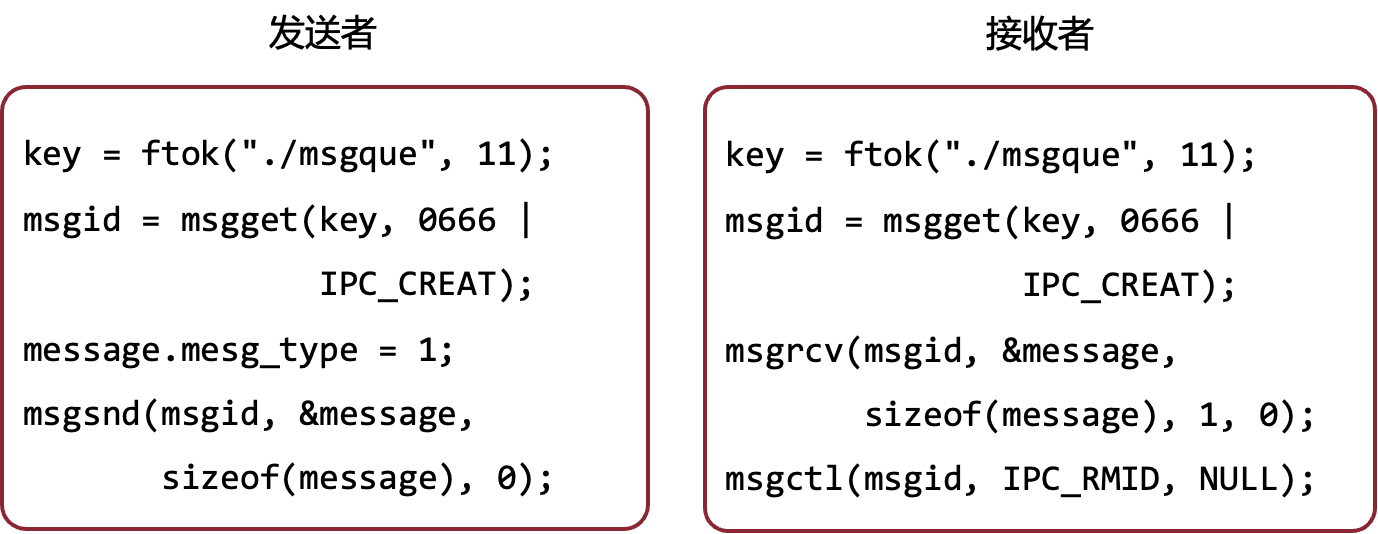 发送者
key = ftok("./msgque", 11);
msgid = msgget(key, 0666 |
IPC_CREAT);
message.mesg_type = 1;
msgsnd(msgid, &message,
sizeof(message), 0);
接收者
key = ftok("./msgque", 11);
msgid = msgget(key, 0666 |
IPC_CREAT);
msgrcv(msgid, &message,
sizeof(message), 1, 0);
msgctl(msgid, IPC_RMID, NULL);